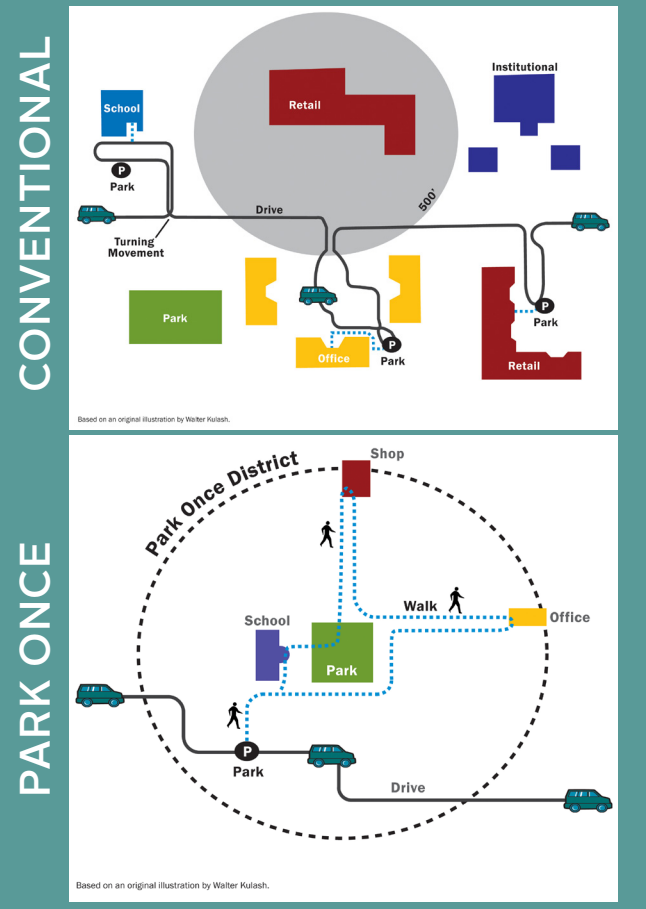 CONVENTIONAL
School
Retail
Institutional
P
Park
Drive
500'
Turning
Movement
Park
Office
P
Park
P
Park
Retail
Based on an original illustration by Walter Kulash.
PARK ONCE
Park Once District
Shop
Walk
School
Office
Park
P
Park
Drive
Based on an original illustration by Walter Kulash.